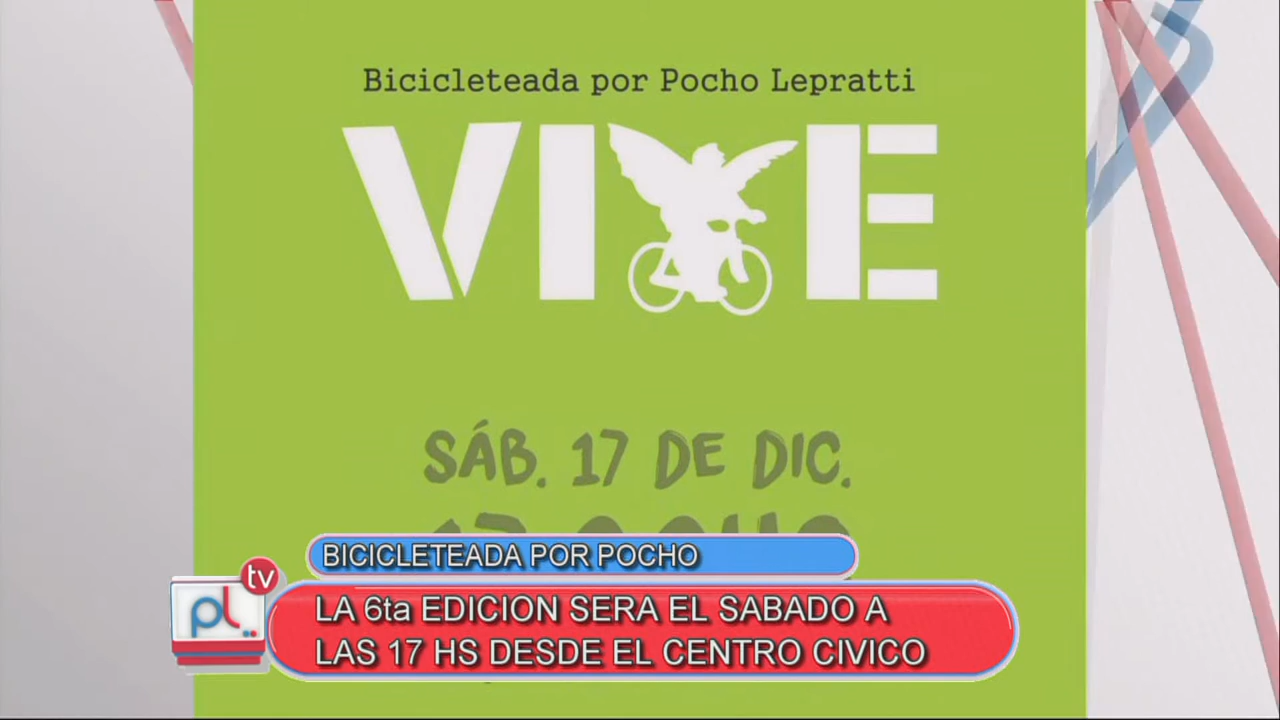 Bicicleteada por Pocho Lepratti
VIVE
SÁB. 17 DE DIC.
BICICLETEADA POR POCHO
tv
pl..
LA 6ta EDICION SERA EL SABADO A
LAS 17 HS DESDE EL CENTRO CIVICO